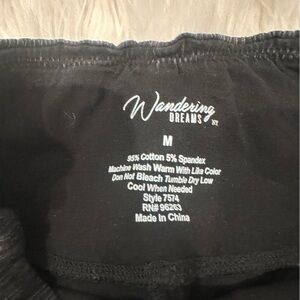 Wandering
DREAMS NY
M
95% Cotton 5% Spandex
Machine Wash Warm With Like Color
Do Not Bleach Tumble Dry Low
Cool When Needed
Style 7574
RN# 96263
Made In China